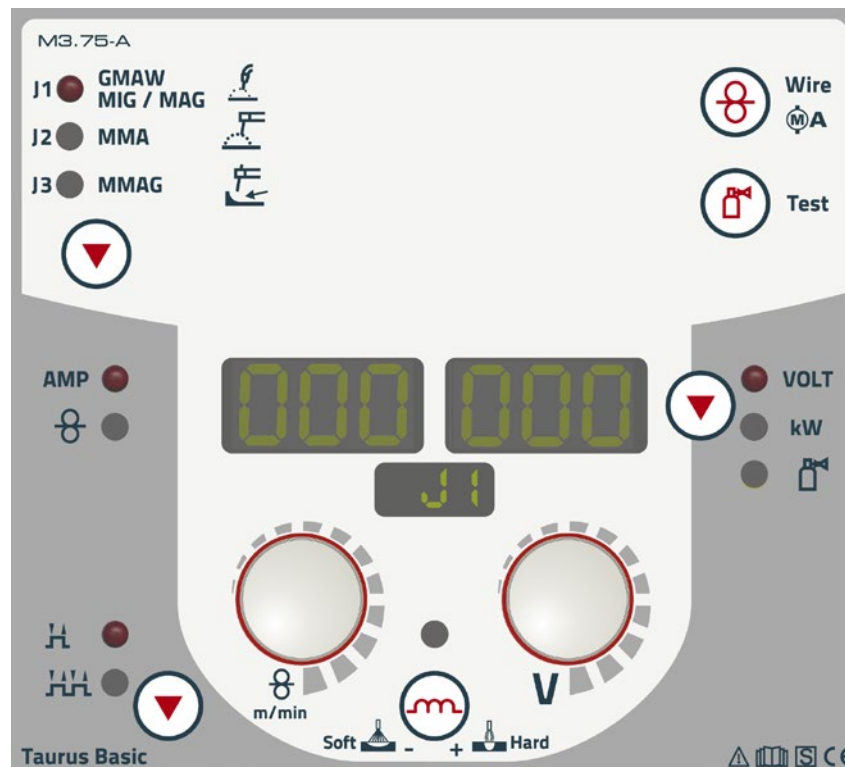 M3.75-A
J1 GMAW
MIG / MAG
J2 MMA
J3 MMAG
Wire
M A
Test
AMP
VOLT
kW
000 000
J1
m/min
V
Soft - + Hard
Taurus Basic
S CE